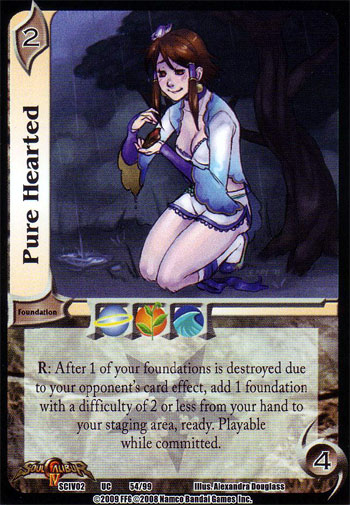 2
Pure Hearted
Foundation
R: After 1 of your foundations is destroyed due
to your opponent's card effect, add 1 foundation
with a difficulty of 2 or less from your hand to
your staging area, ready. Playable
while committed.
4
SOULCALIBUR
IV
SCIV02 UC 54/99 Illus. Alexandra Douglass
©2009 FFG ©2008 Namco Bandai Games Inc.